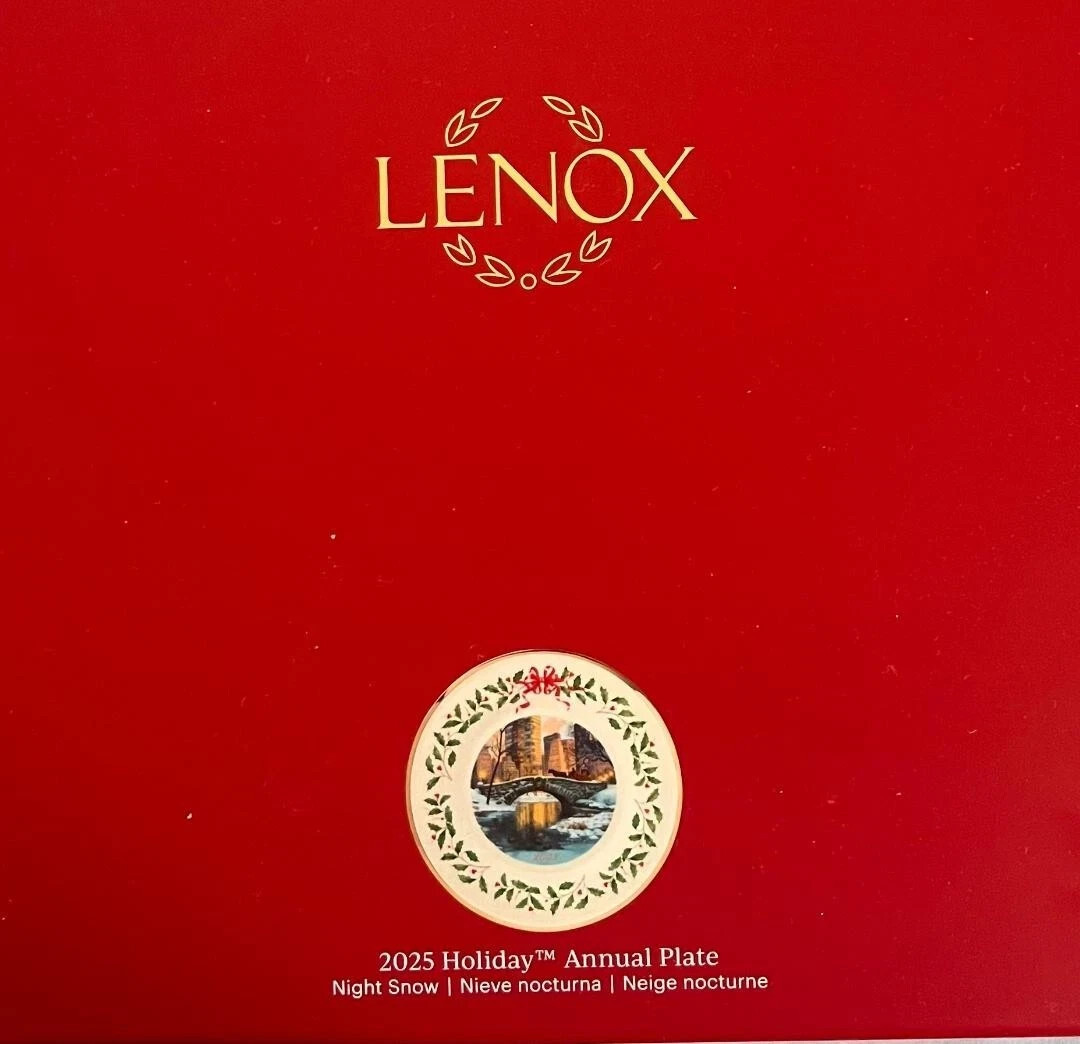 LENOX
2025 Holiday™ Annual Plate
Night Snow | Nieve nocturna | Neige nocturne